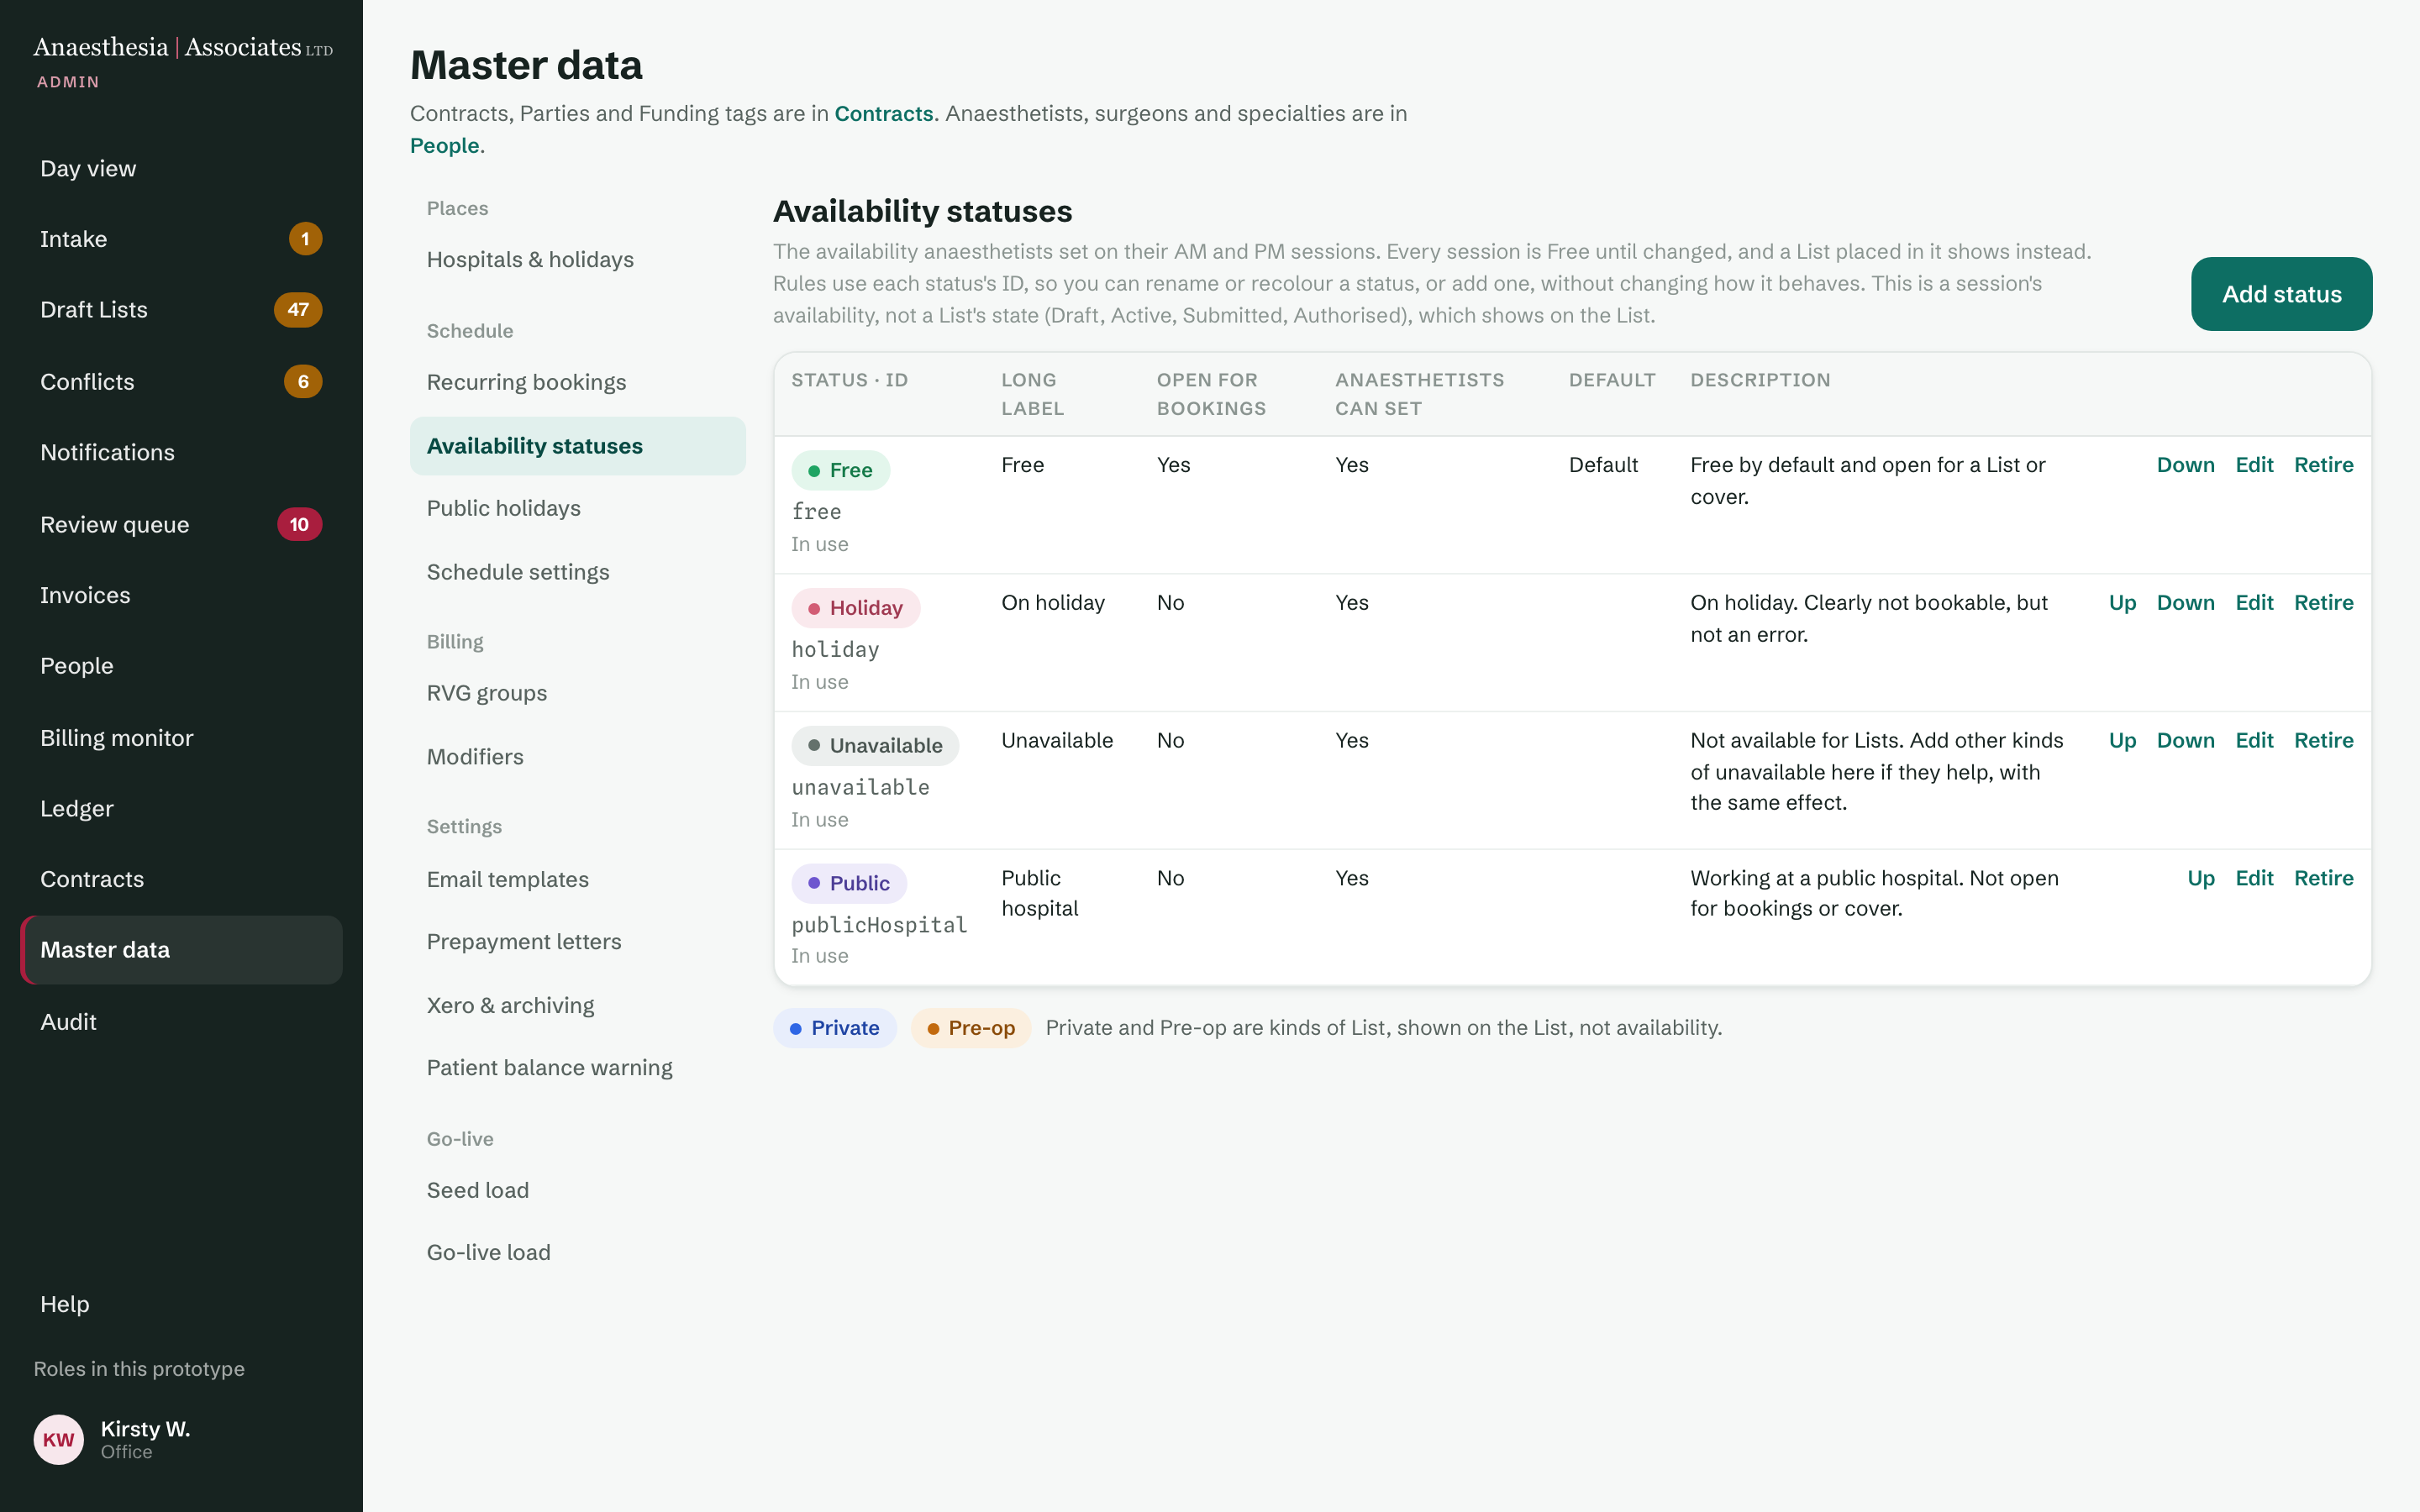 Anaesthesia | Associates LTD
ADMIN
Day view
Intake 1
Draft Lists 47
Conflicts 6
Notifications
Review queue 10
Invoices
People
Billing monitor
Ledger
Contracts
Master data
Audit
Help
Roles in this prototype
KW
Kirsty W.
Office
Master data
Contracts, Parties and Funding tags are in Contracts. Anaesthetists, surgeons and specialties are in
People.
Places
Hospitals & holidays
Schedule
Recurring bookings
Availability statuses
Public holidays
Schedule settings
Billing
RVG groups
Modifiers
Settings
Email templates
Prepayment letters
Xero & archiving
Patient balance warning
Go-live
Seed load
Go-live load
Availability statuses
The availability anaesthetists set on their AM and PM sessions. Every session is Free until changed, and a List placed in it shows instead.
Rules use each status's ID, so you can rename or recolour a status, or add one, without changing how it behaves. This is a session's
availability, not a List's state (Draft, Active, Submitted, Authorised), which shows on the List.
Add status
STATUS · ID LONG OPEN FOR ANAESTHETISTS DEFAULT DESCRIPTION
LABEL BOOKINGS CAN SET
Free Free Yes Yes Default Free by default and open for a List or Down Edit Retire
free cover.
In use
Holiday On holiday No Yes On holiday. Clearly not bookable, but Up Down Edit Retire
holiday not an error.
In use
Unavailable Unavailable No Yes Not available for Lists. Add other kinds Up Down Edit Retire
unavailable of unavailable here if they help, with
In use the same effect.
Public Public No Yes Working at a public hospital. Not open Up Edit Retire
publicHospital hospital for bookings or cover.
In use
Private Pre-op Private and Pre-op are kinds of List, shown on the List, not availability.